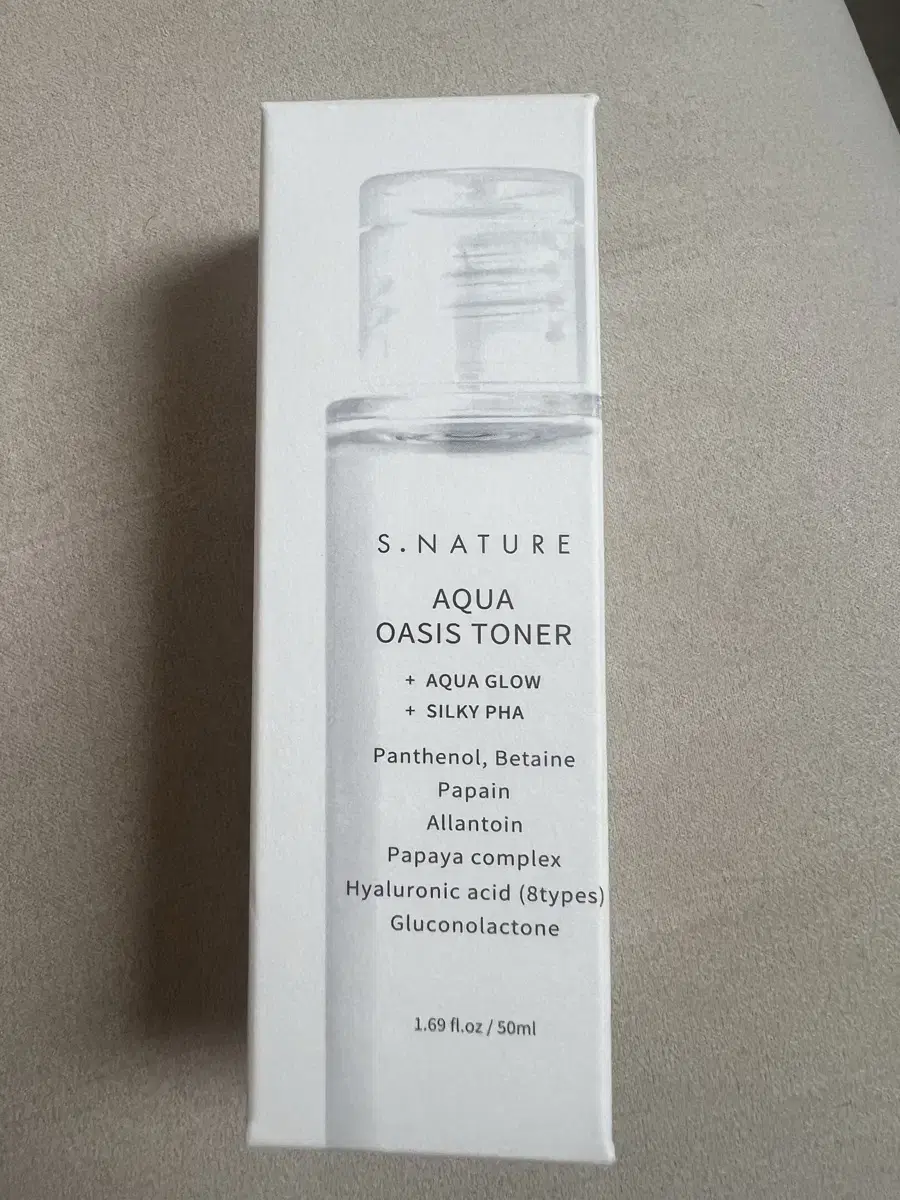 S.NATURE
AQUA
OASIS TONER
+ AQUA GLOW
+ SILKY PHA
Panthenol, Betaine
Papain
Allantoin
Papaya complex
Hyaluronic acid (8types)
Gluconolactone
1.69 fl.oz / 50ml